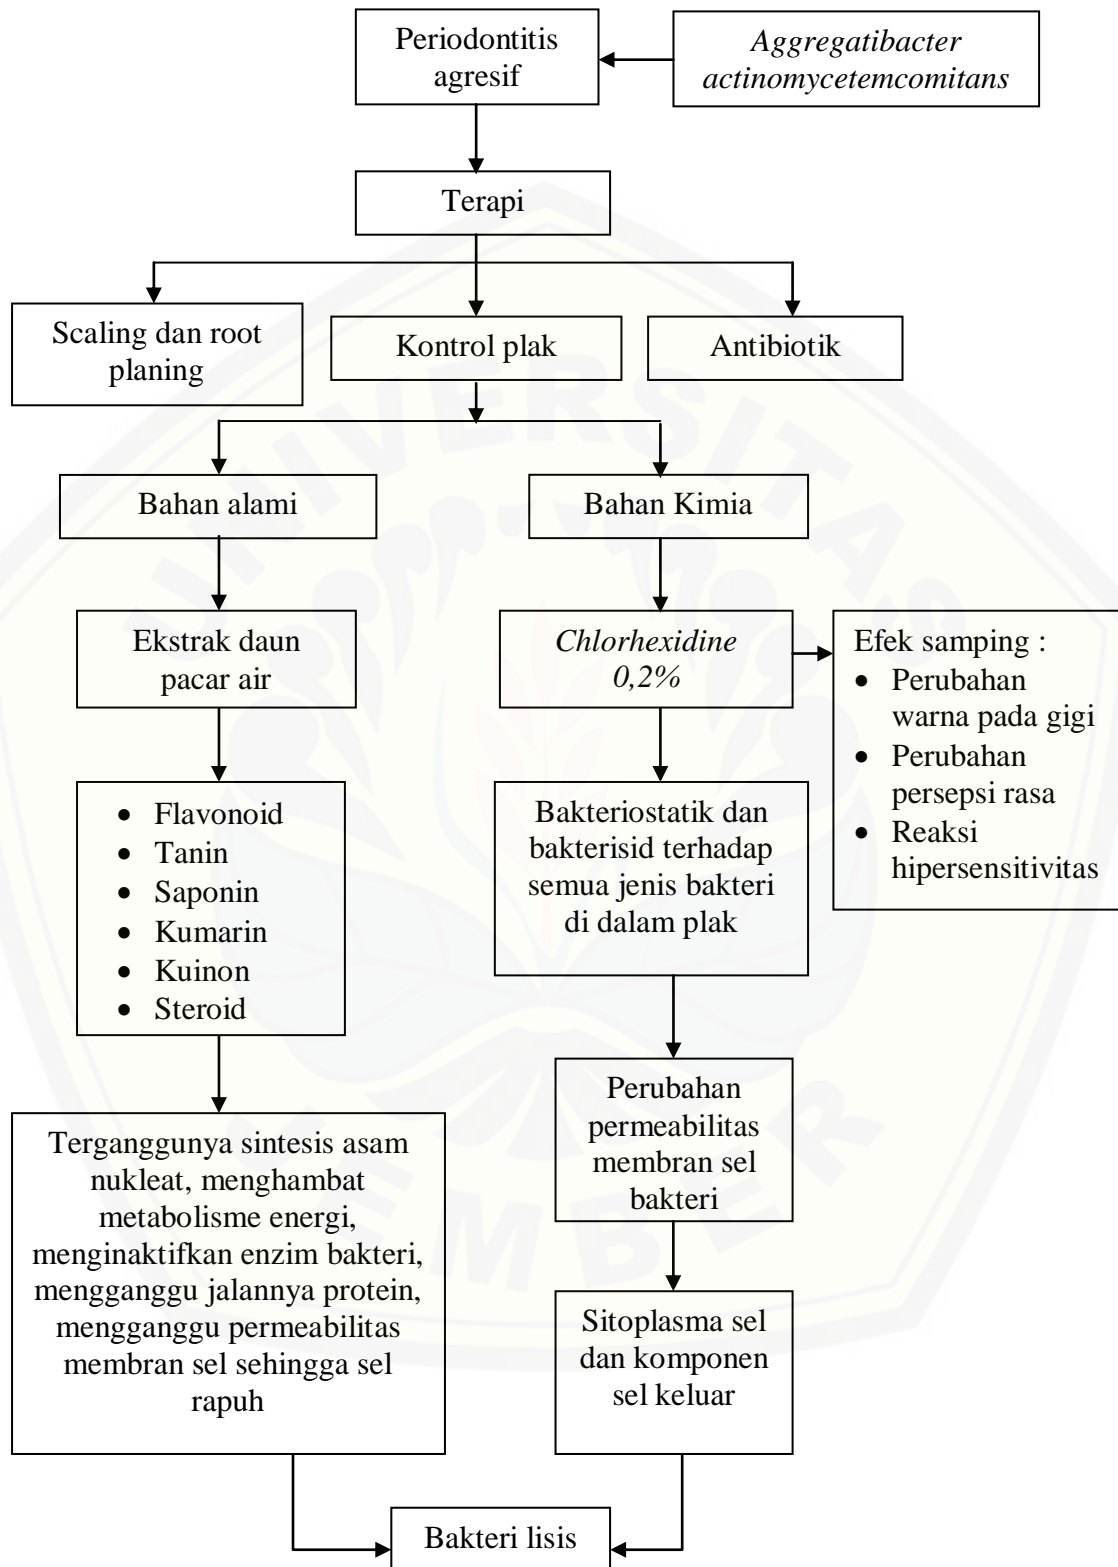 Periodontitis
agresif
Aggregatibacter
actinomycetemcomitans
Terapi
Scaling dan root
planing
Kontrol plak
Antibiotik
Bahan alami
Bahan Kimia
Ekstrak daun
pacar air
Chlorhexidine
0,2%
Efek samping :
• Perubahan
warna pada gigi
• Perubahan
persepsi rasa
• Reaksi
hipersensitivitas
• Flavonoid
• Tanin
• Saponin
• Kumarin
• Kuinon
• Steroid
Bakteriostatik dan
bakterisid terhadap
semua jenis bakteri
di dalam plak
Terganggunya sintesis asam
nukleat, menghambat
metabolisme energi,
menginaktifkan enzim bakteri,
mengganggu jalannya protein,
mengganggu permeabilitas
membran sel sehingga sel
rapuh
Perubahan
permeabilitas
membran sel
bakteri
Sitoplasma sel
dan komponen
sel keluar
Bakteri lisis
UNIVERSITAS
JEMBER